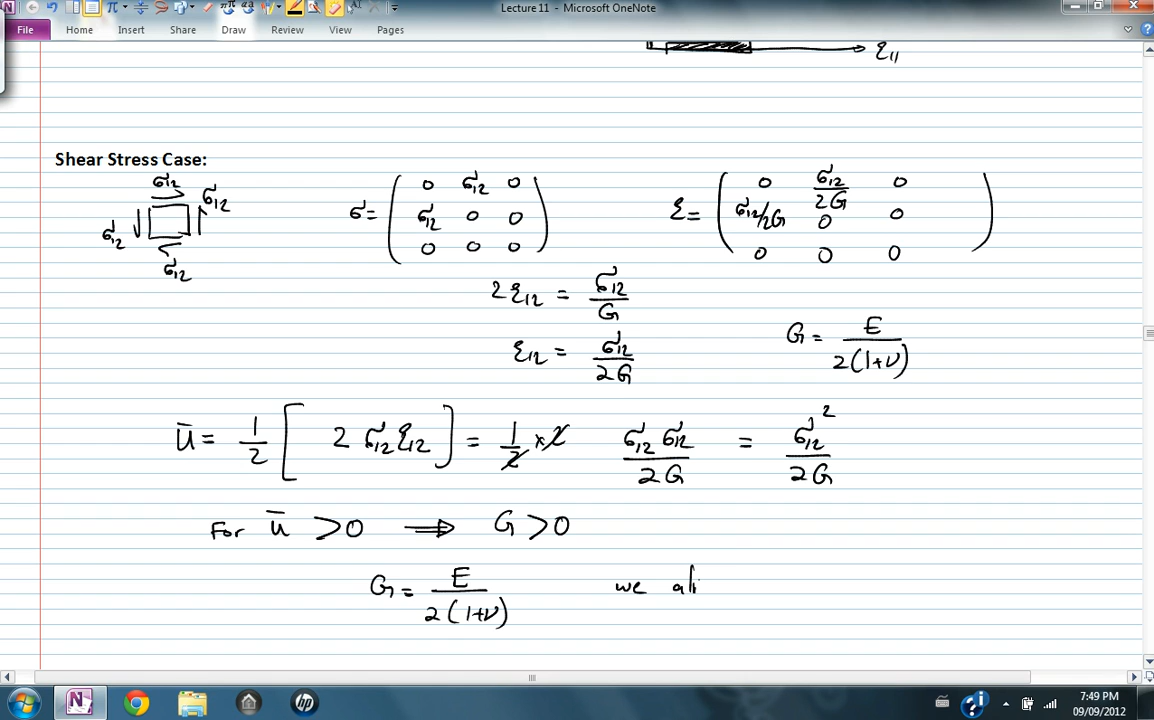 Lecture 11 - Microsoft OneNote
File Home Insert Share Draw Review View Pages
ε₁₁
Shear Stress Case:
σ₁₂
σ₁₂
σ₁₂
σ₁₂
σ = ( 0 σ₁₂ 0
σ₁₂ 0 0
0 0 0 )
ε = ( 0 σ₁₂/2G 0
σ₁₂/2G 0 0
0 0 0 )
2ε₁₂ = σ₁₂/G
ε₁₂ = σ₁₂/2G
G = E/2(1+ν)
ū = 1/2 [ 2 σ₁₂ε₁₂ ] = 1/2 × 2 σ₁₂ σ₁₂/2G = σ₁₂²/2G
For ū >0 ⟹ G >0
G = E/2(1+ν) we
7:49 PM
09/09/2012